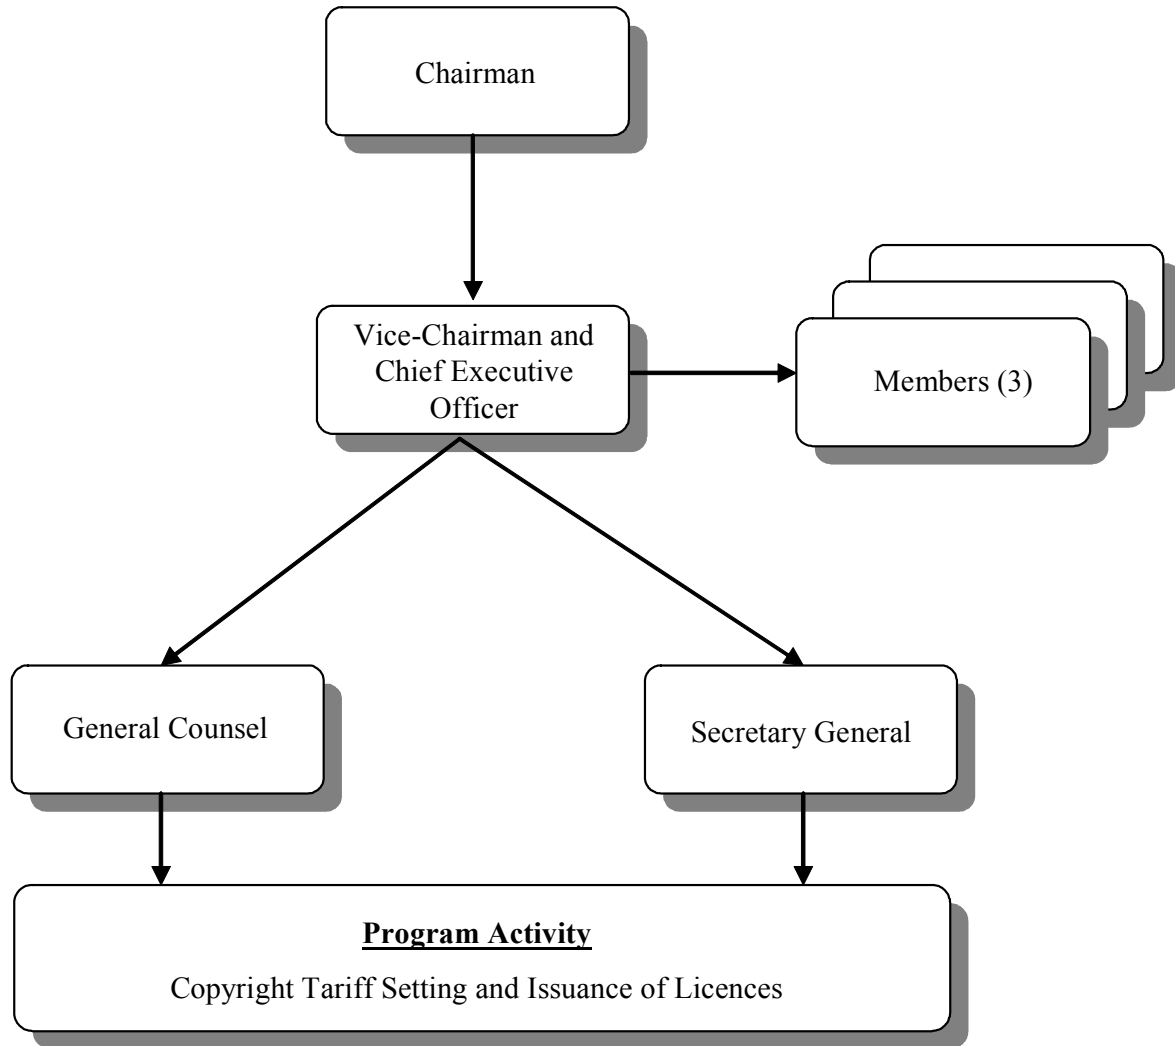 Chairman
Vice-Chairman and
Chief Executive
Officer
Members (3)
General Counsel
Secretary General
Program Activity
Copyright Tariff Setting and Issuance of Licences